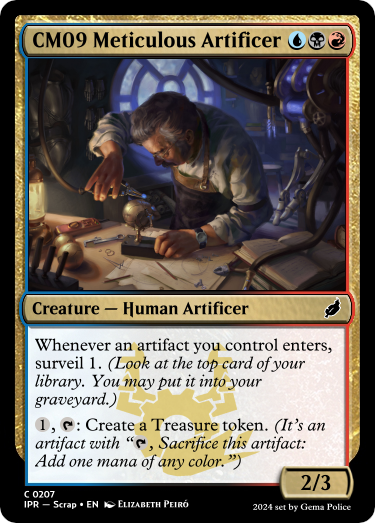 CM09 Meticulous Artificer
Creature — Human Artificer
Whenever an artifact you control enters,
surveil 1. (Look at the top card of your
library. You may put it into your
graveyard.)
1, : Create a Treasure token. (It's an
artifact with “, Sacrifice this artifact:
Add one mana of any color.”)
2/3
C 0207
IPR — Scrap • EN Elizabeth Peiró
2024 set by Gema Police